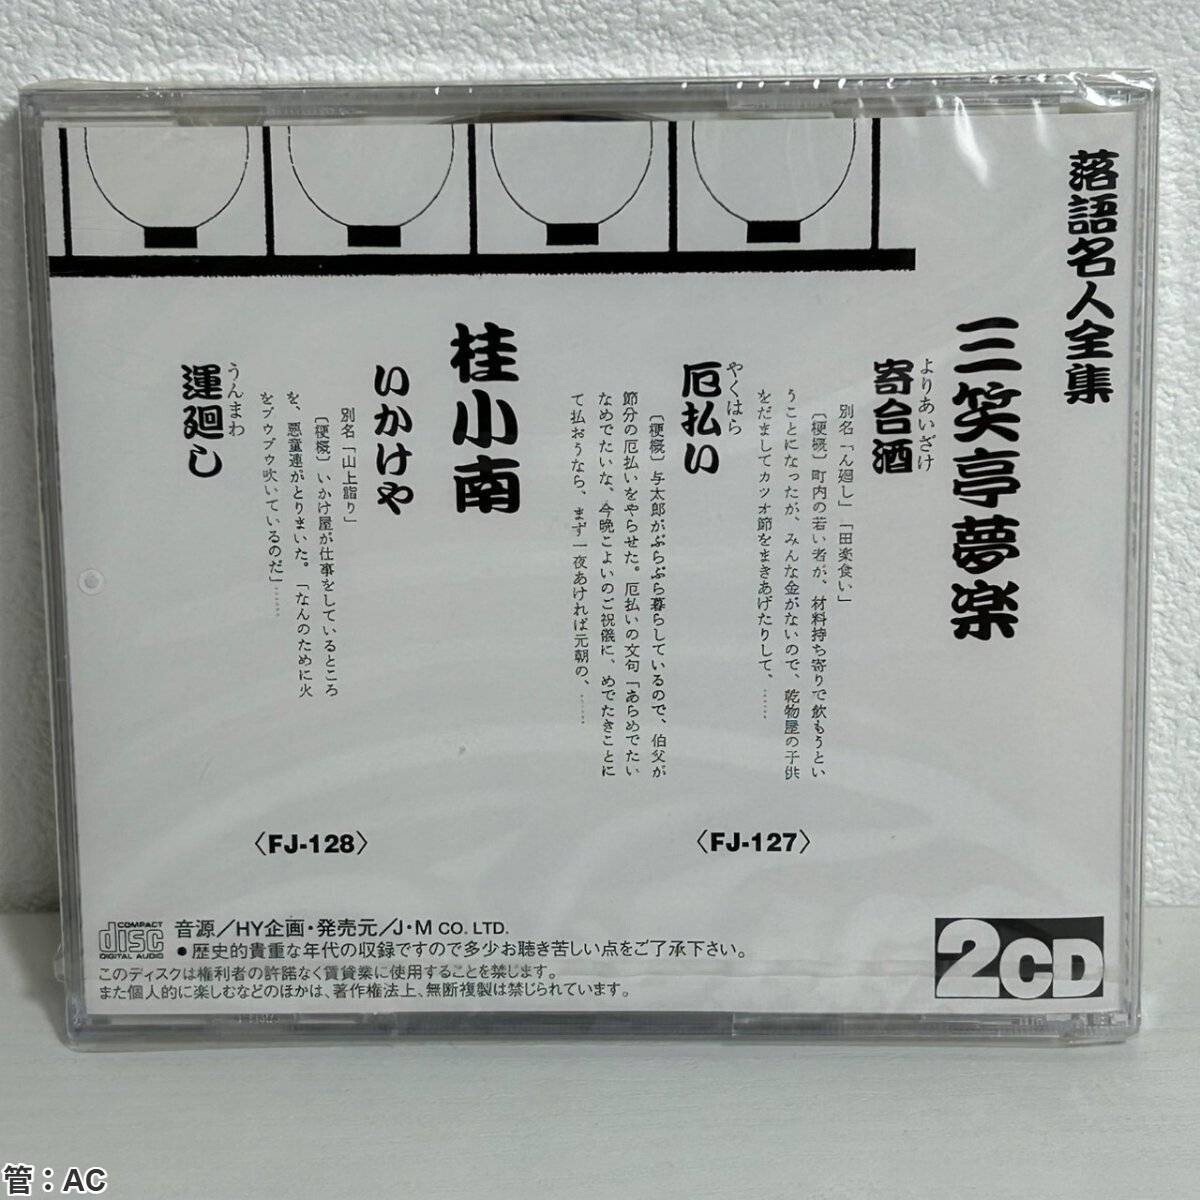 落語名人全集
三笑亭夢楽
よりあいざけ
寄合酒
別名「ん廻し」「田楽食い」
〔梗概〕町内の若い者が、材料持ち寄りで飲もうとい
うことになったが、みんな金がないので、乾物屋の子供
をだましてカツオ節をまきあげたりして、……
やくはら
厄払い
〔梗概〕与太郎がぶらぶら暮らしているので、伯父が
節分の厄払いをやらせた。厄払いの文句「あらめでたい
なめでたいな、今晩こよいのご祝儀に、めでたきことに
て払おうなら、まず一夜あければ元朝の、……
〈FJ-127〉
桂小南
いかけや
別名「山上詣り」
〔梗概〕いかけ屋が仕事をしているところ
を、悪童連がとりまいた。「なんのために火
をブウブウ吹いているのだ」……
うんまわ
運廻し
〈FJ-128〉
COMPACT
disc
DIGITAL AUDIO
音源／HY企画・発売元／J・M CO. LTD.
●歴史的貴重な年代の収録ですので多少お聴き苦しい点をご了承下さい。
このディスクは権利者の許諾なく賃貸業に使用することを禁じます。
また個人的に楽しむなどのほかは、著作権法上、無断複製は禁じられています。
2CD
管：AC